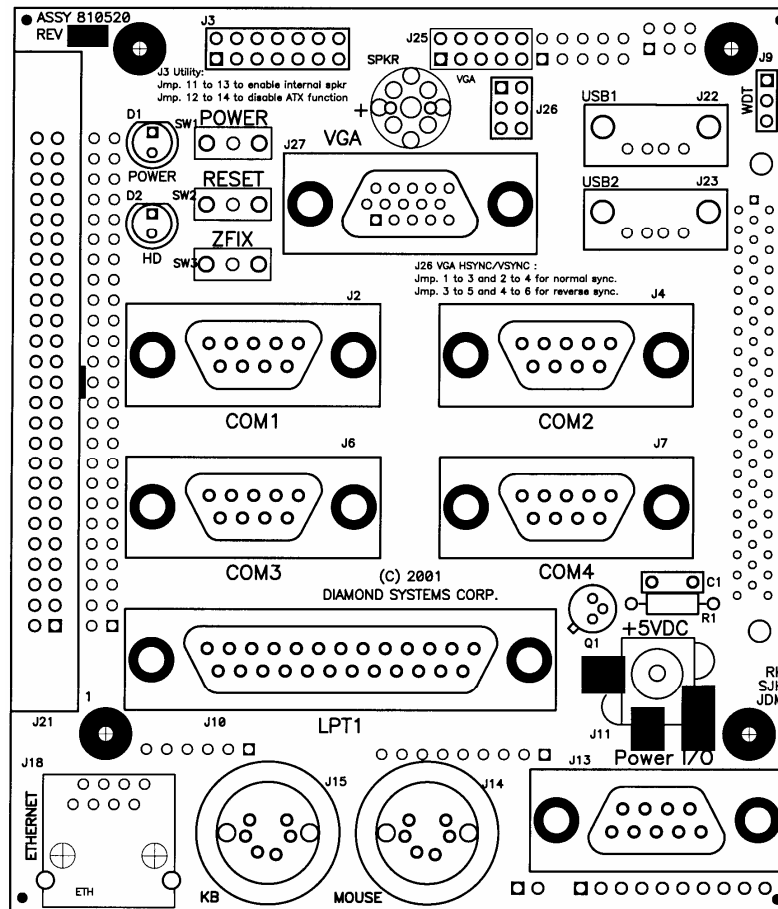 ASSY 810520
REV
J3
J3 Utility:
Jmp. 11 to 13 to enable internal spkr
Jmp. 12 to 14 to disable ATX function
SPKR
+
J25
VGA
J26
J9
WDT
USB1
J22
D1
POWER
SW1
POWER
J27
VGA
USB2
J23
D2
HD
SW2
RESET
SW3
ZFIX
J26 VGA HSYNC/VSYNC :
Jmp. 1 to 3 and 2 to 4 for normal sync.
Jmp. 3 to 5 and 4 to 6 for reverse sync.
J2
COM1
J4
COM2
J6
COM3
J7
COM4
(C) 2001
DIAMOND SYSTEMS CORP.
C1
R1
Q1
+5VDC
J11
Power I/O
1
J21
J10
LPT1
J18
ETHERNET
ETH
J15
KB
J14
MOUSE
J13
SJH
JDM